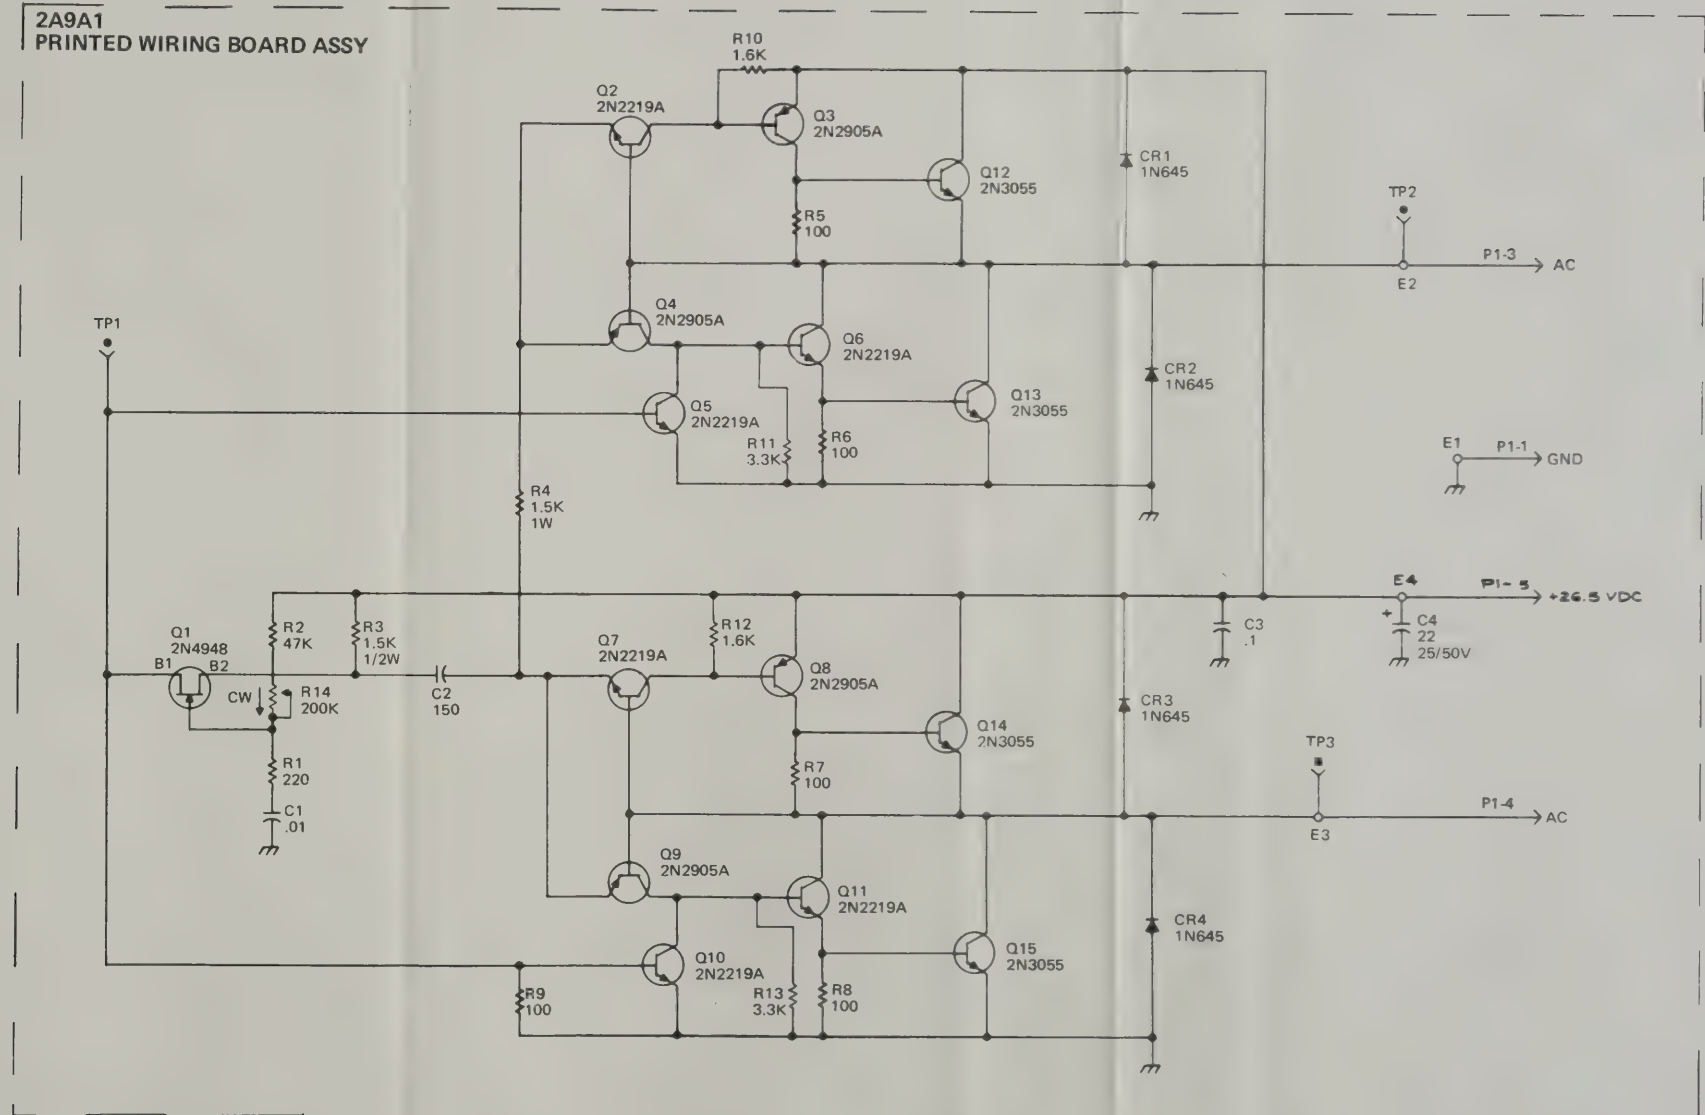 2A9A1
PRINTED WIRING BOARD ASSY
R10
1.6K
Q2
2N2219A
Q3
2N2905A
Q12
2N3055
CR1
1N645
TP2
R5
100
P1-3
AC
E2
Q4
2N2905A
TP1
Q6
2N2219A
CR2
1N645
Q5
2N2219A
Q13
2N3055
R11
3.3K
R6
100
E1
P1-1
GND
R4
1.5K
1W
E4
P1-5
+26.5 VDC
Q1
2N4948
B1
B2
R2
47K
R3
1.5K
1/2W
Q7
2N2219A
R12
1.6K
Q8
2N2905A
C3
.1
+
C4
22
25/50V
CW
R14
200K
C2
150
CR3
1N645
Q14
2N3055
TP3
R1
220
R7
100
C1
.01
P1-4
AC
E3
Q9
2N2905A
Q11
2N2219A
CR4
1N645
Q10
2N2219A
Q15
2N3055
R9
100
R13
3.3K
R8
100